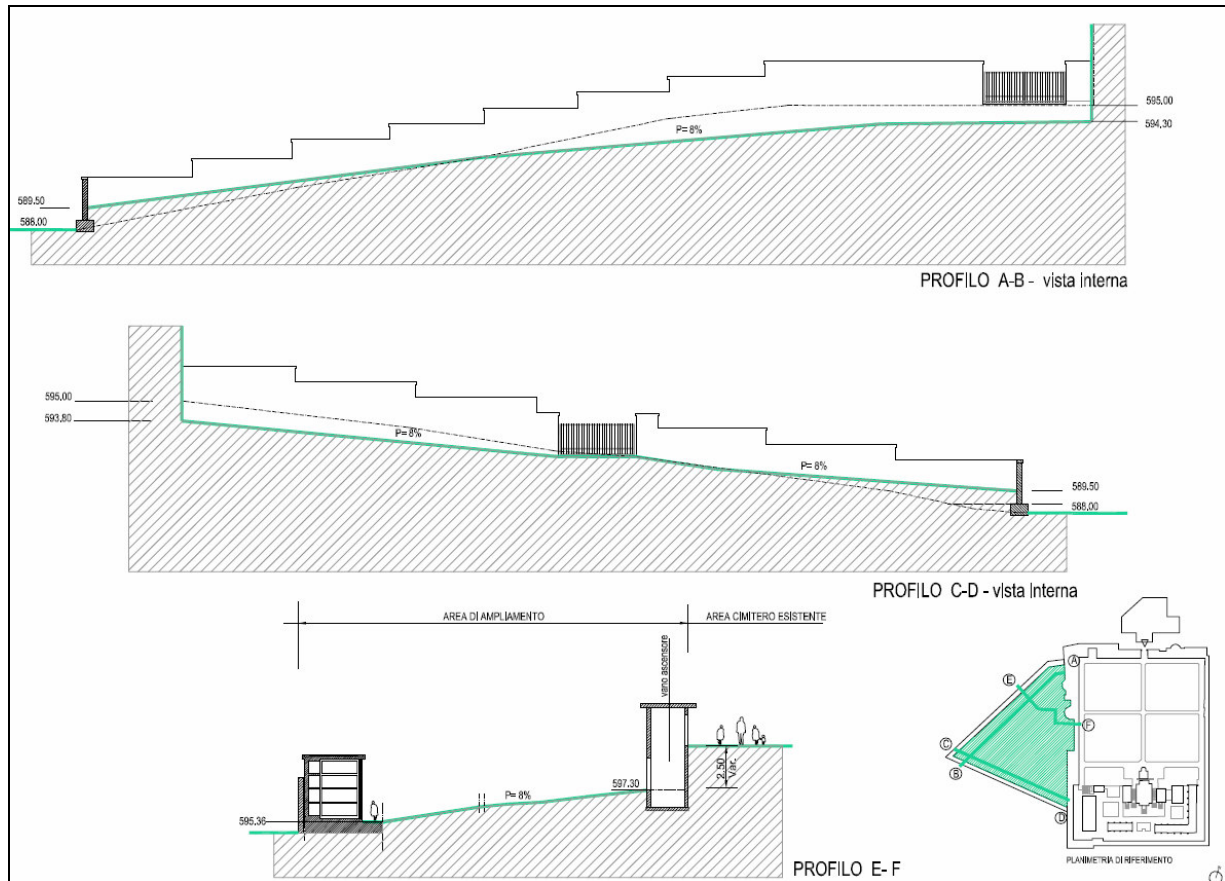 595,00
P= 8%
594,30
589.50
588,00
PROFILO A-B - vista interna
595,00
593,80
P= 8%
P= 8%
589.50
588,00
PROFILO C-D - vista interna
AREA DI AMPLIAMENTO
AREA CIMITERO ESISTENTE
vano ascensore
2.50
Var.
597.30
P= 8%
595,36
PROFILO E- F
A
E
F
C
B
D
PLANIMETRIA DI RIFERIMENTO